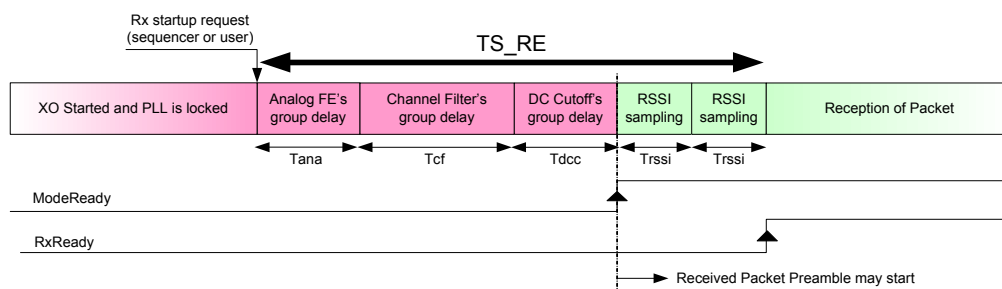 Rx startup request
(sequencer or user)
TS_RE
XO Started and PLL is locked
Analog FE's
group delay
Channel Filter's
group delay
DC Cutoff's
group delay
RSSI
sampling
RSSI
sampling
Reception of Packet
Tana
Tcf
Tdcc
Trssi
Trssi
ModeReady
RxReady
Received Packet Preamble may start